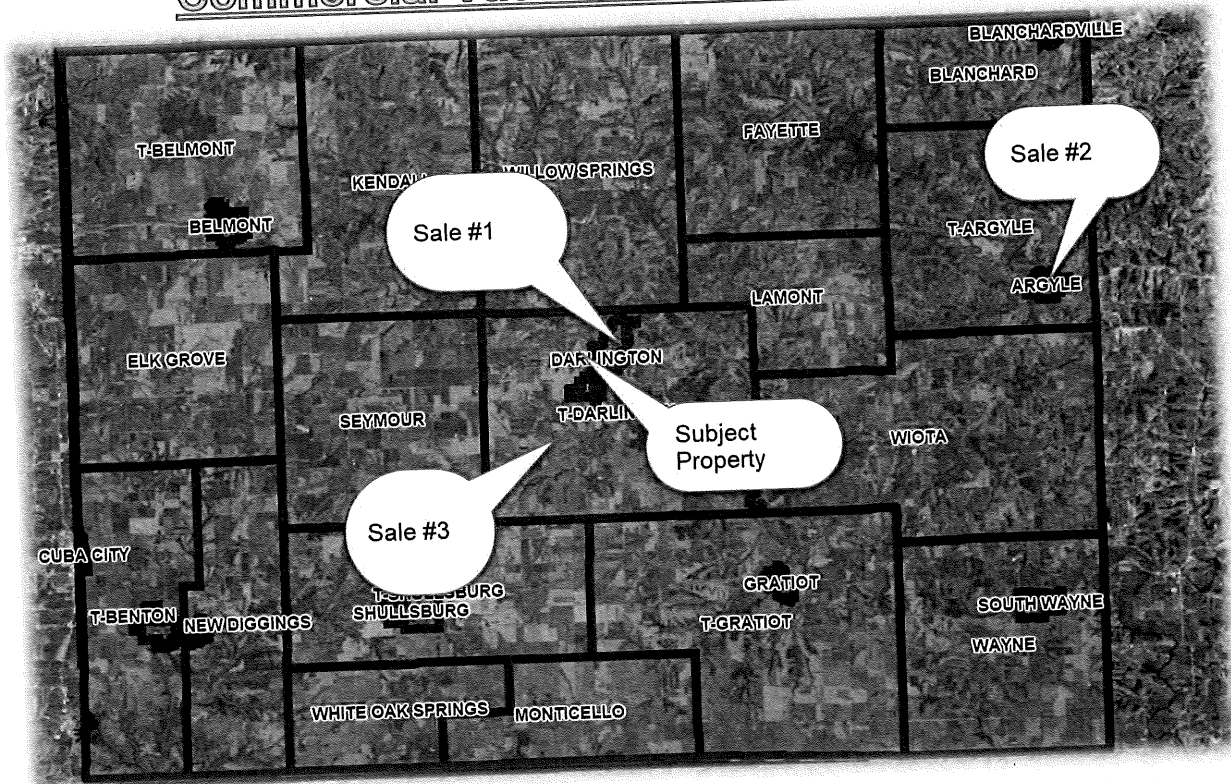 BLANCHARDVILLE
BLANCHARD
FAYETTE
T-BELMONT
Sale #2
WILLOW SPRINGS
BELMONT
T-ARGYLE
Sale #1
ARGYLE
LAMONT
ELK GROVE
DARLINGTON
SEYMOUR
Subject
Property
WIOTA
Sale #3
CUBA CITY
GRATIOT
T-BENTON
NEW DIGGINGS
SHULLSBURG
T-GRATIOT
SOUTH WAYNE
WAYNE
WHITE OAK SPRINGS
MONTICELLO